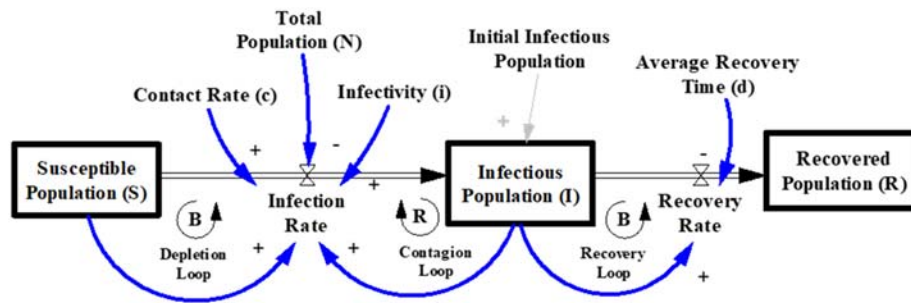 Total
Population (N)
Initial Infectious
Population
Average Recovery
Time (d)
Contact Rate (c)
Infectivity (i)
+
-
+
+
-
Susceptible
Population (S)
Infectious
Population (I)
Recovered
Population (R)
B
Infection
Rate
R
B
Recovery
Rate
Depletion
Loop
+
+
Contagion
Loop
Recovery
Loop
+